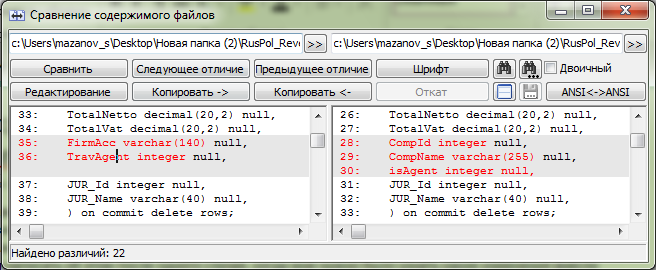 Сравнение содержимого файлов
c:\Users\mazanov_s\Desktop\Новая папка (2)\RusPol_Reve >> c:\Users\mazanov_s\Desktop\Новая папка (2)\RusPol_Rev >>
Сравнить Следующее отличие Предыдущее отличие Шрифт Двоичный
Редактирование Копировать -> Копировать <- Откат ANSI<->ANSI
33: TotalNetto decimal(20,2) null,
34: TotalVat decimal(20,2) null,
35: FirmAcc varchar(140) null,
36: TravAgent integer null,
37: JUR_Id integer null,
38: JUR_Name varchar(40) null,
39: ) on commit delete rows;
26: TotalNetto decimal(20,2) null,
27: TotalVat decimal(20,2) null,
28: CompId integer null,
29: CompName varchar(255) null,
30: isAgent integer null,
31: JUR_Id integer null,
32: JUR_Name varchar(40) null,
33: ) on commit delete rows;
Найдено различий: 22